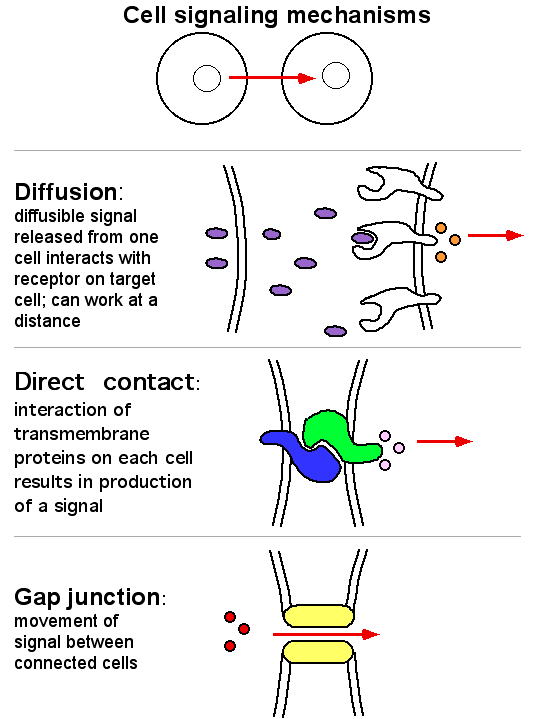 Cell signaling mechanisms
Diffusion:
diffusible signal
released from one
cell interacts with
receptor on target
cell; can work at a
distance
Direct contact:
interaction of
transmembrane
proteins on each cell
results in production
of a signal
Gap junction:
movement of
signal between
connected cells